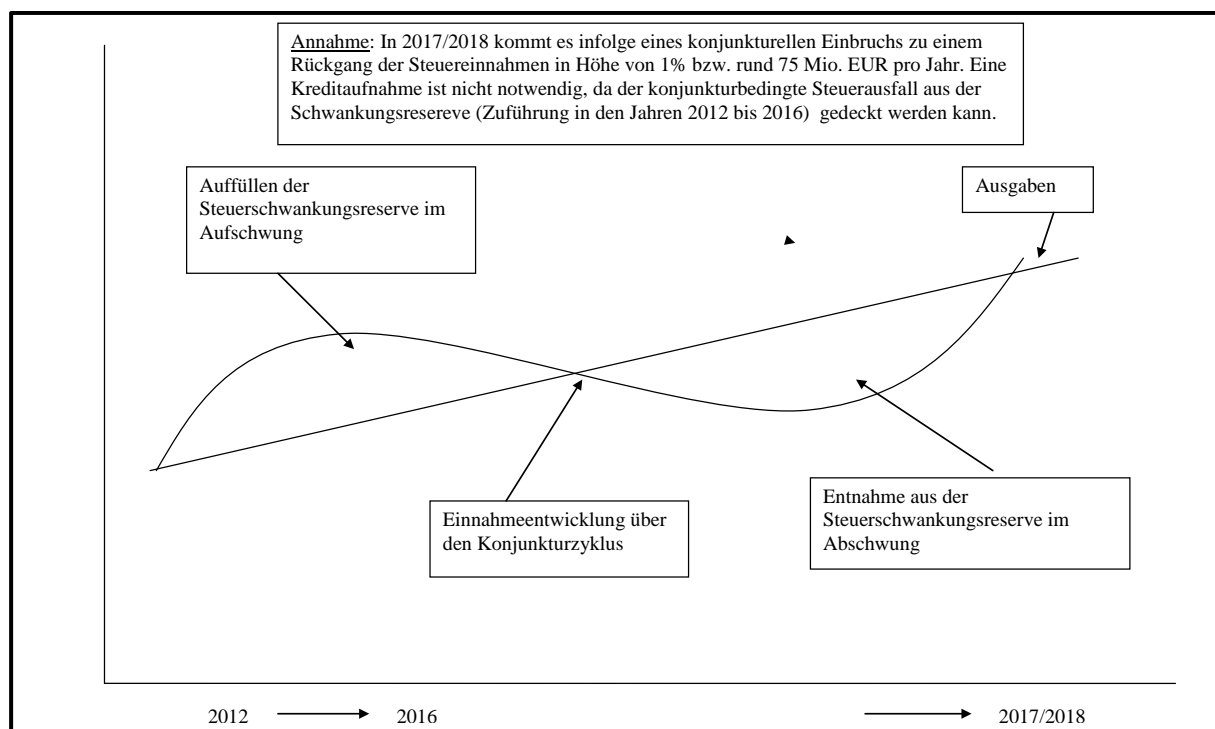 Annahme: In 2017/2018 kommt es infolge eines konjunkturellen Einbruchs zu einem
Rückgang der Steuereinnahmen in Höhe von 1% bzw. rund 75 Mio. EUR pro Jahr. Eine
Kreditaufnahme ist nicht notwendig, da der konjunkturbedingte Steuerausfall aus der
Schwankungsresereve (Zuführung in den Jahren 2012 bis 2016) gedeckt werden kann.
Auffüllen der
Steuerschwankungsreserve im
Aufschwung
Ausgaben
Einnahmeentwicklung über
den Konjunkturzyklus
Entnahme aus der
Steuerschwankungsreserve im
Abschwung
2012 2016 2017/2018